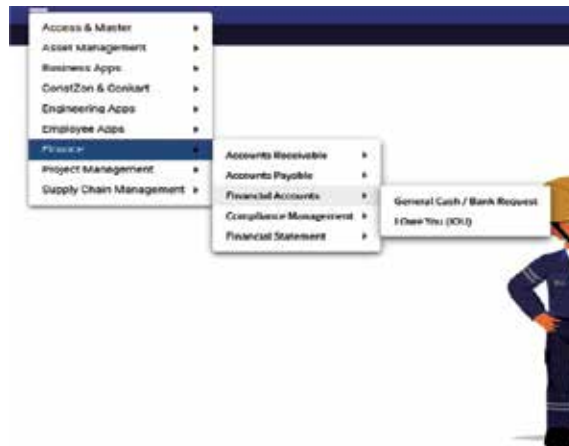 Access & Master
Asset Management
Business Apps
ConstZon & Conkart
Engineering Apps
Employee Apps
Finance
Project Management
Supply Chain Management
Accounts Receivable
Accounts Payable
Financial Accounts
Compliance Management
Financial Statement
General Cash / Bank Request
I Owe You (IOU)